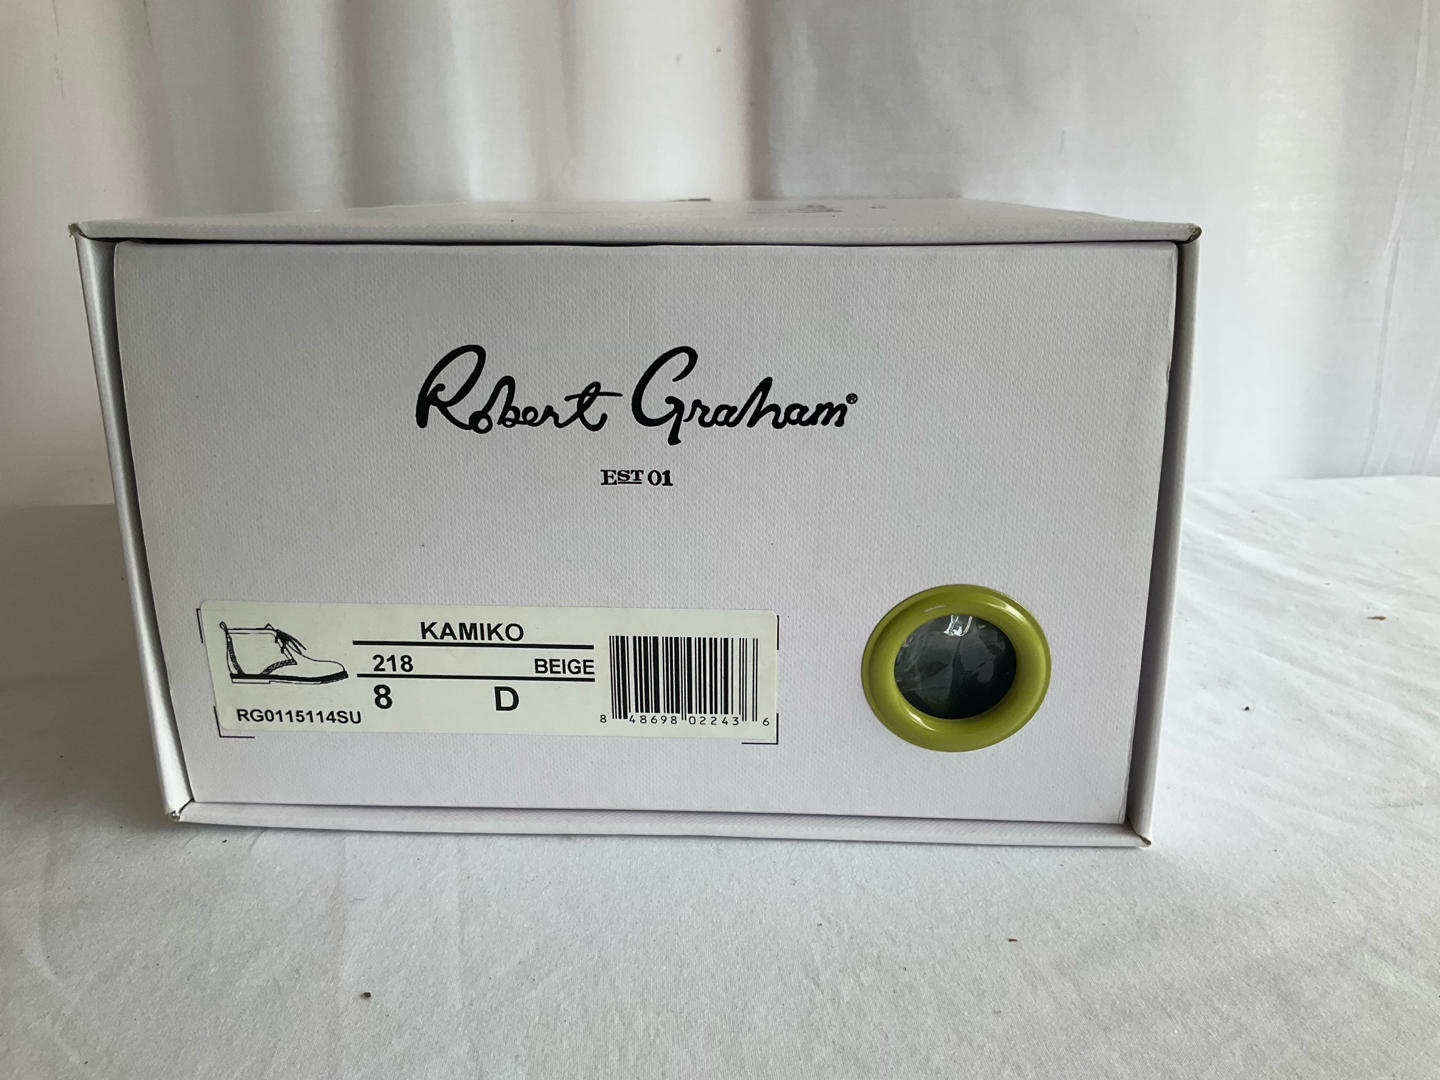 Robert Graham®
EST 01
KAMIKO
218 BEIGE
8 D
RG0115114SU
8 48698 02243 6